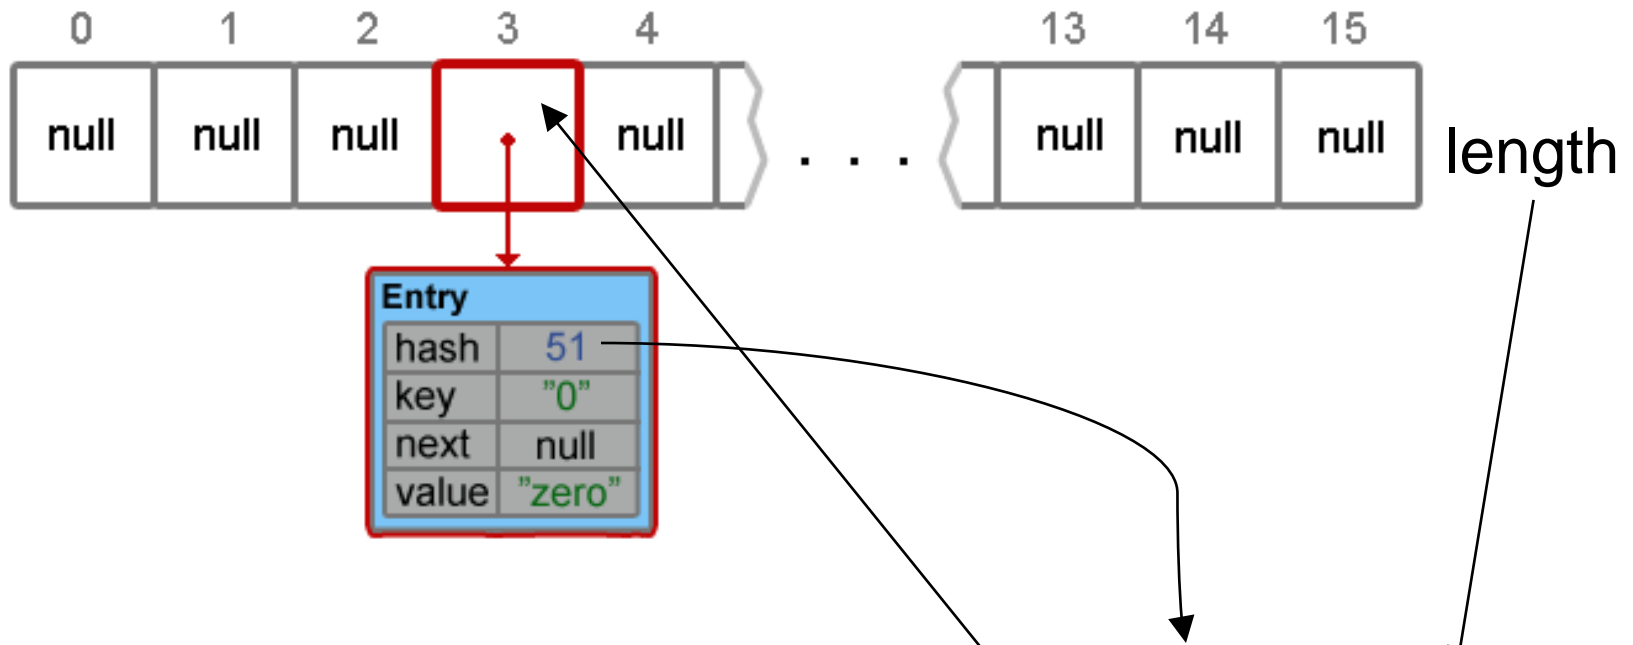 0 1 2 3 4 13 14 15
null null null null . . . null null null length
Entry
hash 51
key ”0”
next null
value ”zero”